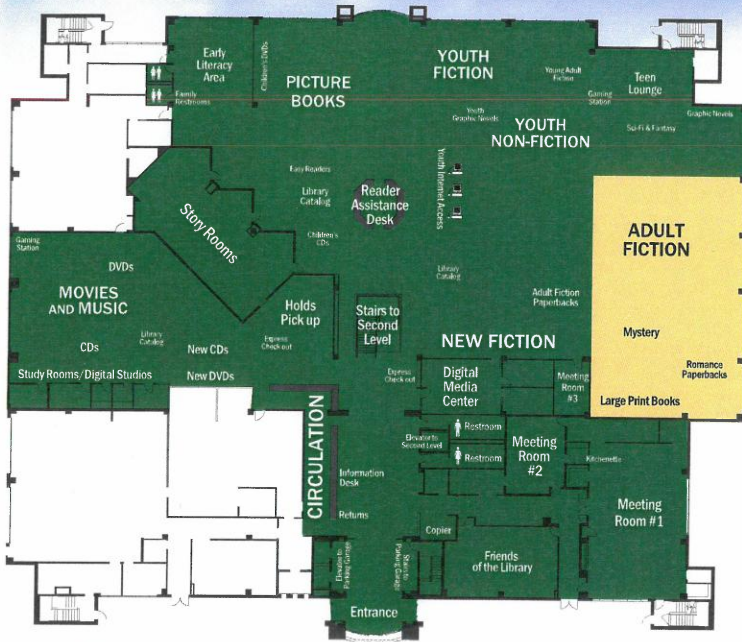 Early
Literacy
Area
Children's DVDs
PICTURE
BOOKS
YOUTH
FICTION
Young Adult
Fiction
Gaming
Station
Teen
Lounge
Family
Restrooms
Youth
Graphic Novels
YOUTH
NON-FICTION
Sci-Fi & Fantasy
Graphic Novels
Easy Readers
Library
Catalog
Reader
Assistance
Desk
Youth Internet Access
Story Rooms
Children's
CDs
Gaming
Station
DVDs
MOVIES
AND MUSIC
Library
Catalog
CDs
New CDs
Study Rooms/Digital Studios
New DVDs
Holds
Pick up
Express
Check out
Stairs to
Second
Level
Library
Catalog
Adult Fiction
Paperbacks
NEW FICTION
ADULT
FICTION
Mystery
Romance
Paperbacks
Large Print Books
Express
Check out
Digital
Media
Center
Meeting
Room
#3
CIRCULATION
Restroom
Elevator to
Second Level
Restroom
Meeting
Room
#2
Kitchenette
Information
Desk
Returns
Meeting
Room #1
Copier
Friends
of the Library
Elevator to
Parking Garage
Stairs to
Parking Garage
Entrance